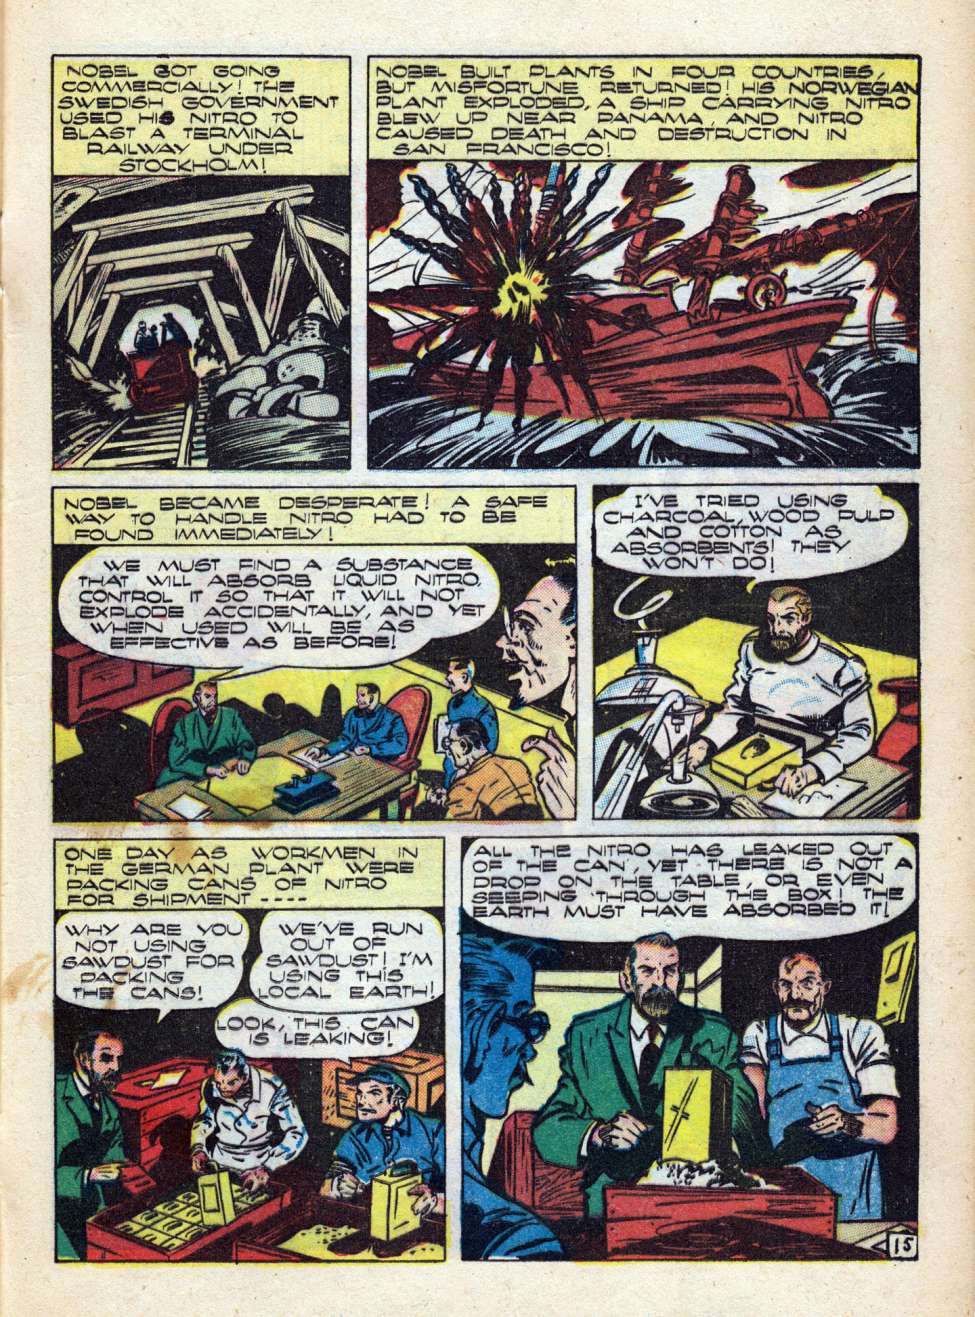 NOBEL GOT GOING
COMMERCIALLY! THE
SWEDISH GOVERNMENT
USED HIS NITRO TO
BLAST A TERMINAL
RAILWAY UNDER
STOCKHOLM!
NOBEL BUILT PLANTS IN FOUR COUNTRIES,
BUT MISFORTUNE RETURNED! HIS NORWEGIAN
PLANT EXPLODED, A SHIP CARRYING NITRO
BLEW UP NEAR PANAMA, AND NITRO
CAUSED DEATH AND DESTRUCTION IN
SAN FRANCISCO!
NOBEL BECAME DESPERATE! A SAFE
WAY TO HANDLE NITRO HAD TO BE
FOUND IMMEDIATELY!
WE MUST FIND A SUBSTANCE
THAT WILL ABSORB LIQUID NITRO,
CONTROL IT SO THAT IT WILL NOT
EXPLODE ACCIDENTALLY, AND YET
WHEN USED WILL BE AS
EFFECTIVE AS BEFORE!
I'VE TRIED USING
CHARCOAL, WOOD PULP
AND COTTON AS
ABSORBENTS! THEY
WON'T DO!
ONE DAY AS WORKMEN IN
THE GERMAN PLANT WERE
PACKING CANS OF NITRO
FOR SHIPMENT ----
WHY ARE YOU
NOT USING
SAWDUST FOR
PACKING
THE CANS!
WE'VE RUN
OUT OF
SAWDUST! I'M
USING THIS
LOCAL EARTH!
LOOK, THIS CAN
IS LEAKING!
ALL THE NITRO HAS LEAKED OUT
OF THE CAN, YET THERE IS NOT A
DROP ON THE TABLE, OR EVEN
SEEPING THROUGH THE BOX! THE
EARTH MUST HAVE ABSORBED IT!
15